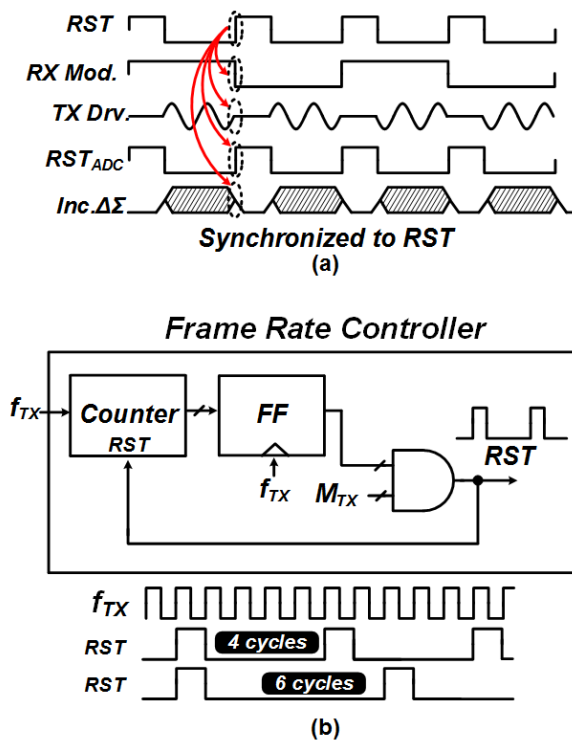 RST
RX Mod.
TX Drv.
RSTADC
Inc.ΔΣ
Synchronized to RST
(a)
Frame Rate Controller
fTX
Counter
RST
FF
fTX
MTX
RST
fTX
RST
4 cycles
RST
6 cycles
(b)